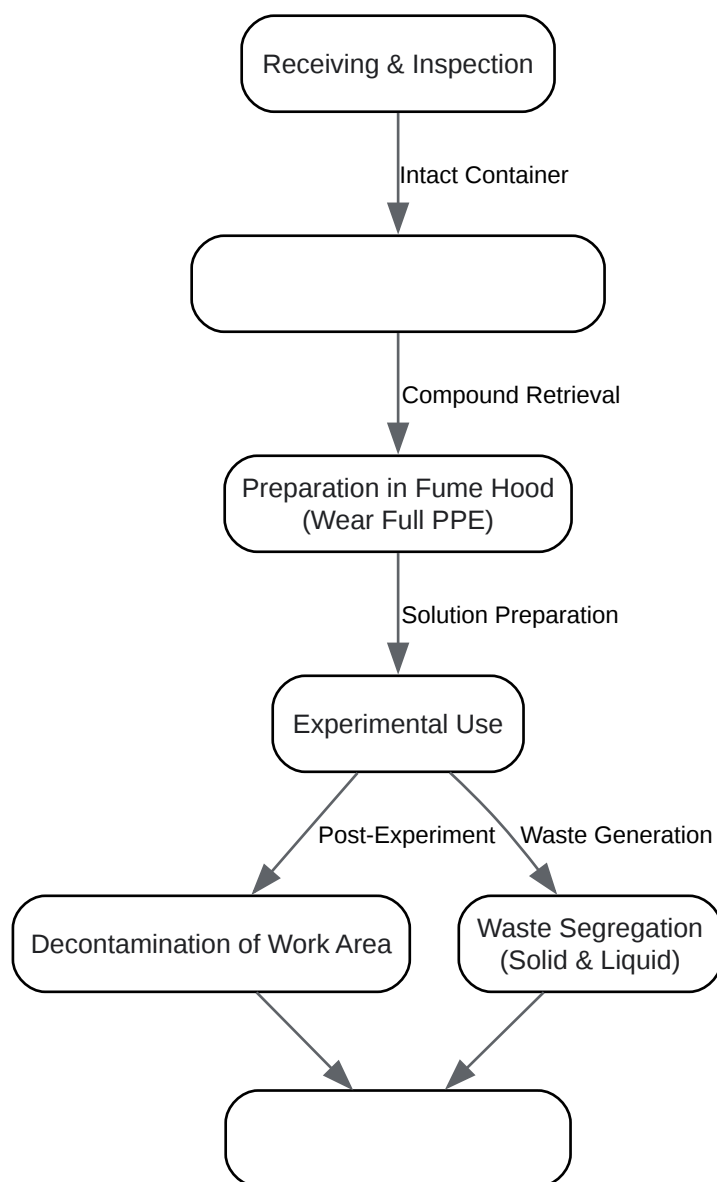 Receiving & Inspection
Intact Container
Compound Retrieval
Preparation in Fume Hood
(Wear Full PPE)
Solution Preparation
Experimental Use
Post-Experiment
Waste Generation
Decontamination of Work Area
Waste Segregation
(Solid & Liquid)